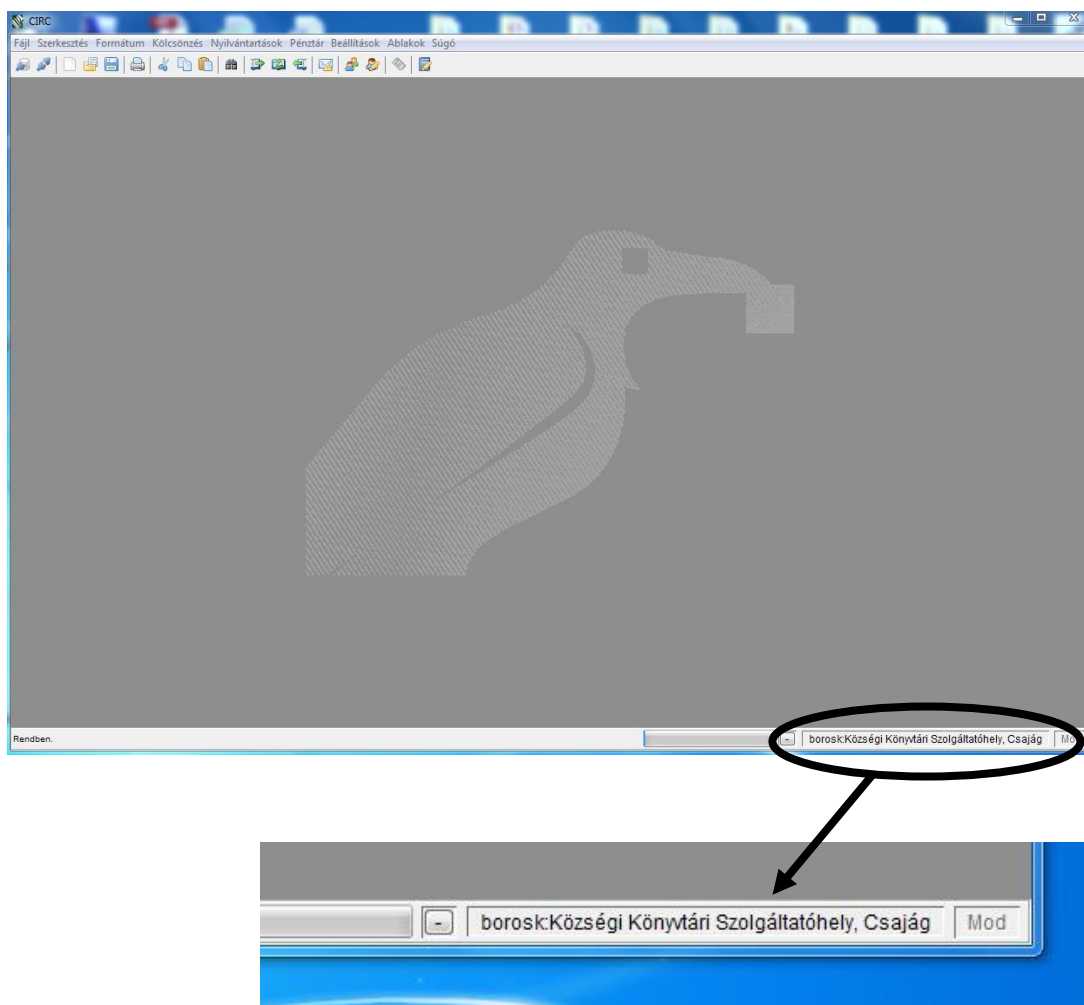 CIRC
Fájl Szerkesztés Formátum Kölcsönzés Nyilvántartások Pénztár Beállítások Ablakok Súgó
Rendben. - borosk:Községi Könyvtári Szolgáltatóhely, Csajág Mod
- borosk:Községi Könyvtári Szolgáltatóhely, Csajág Mod